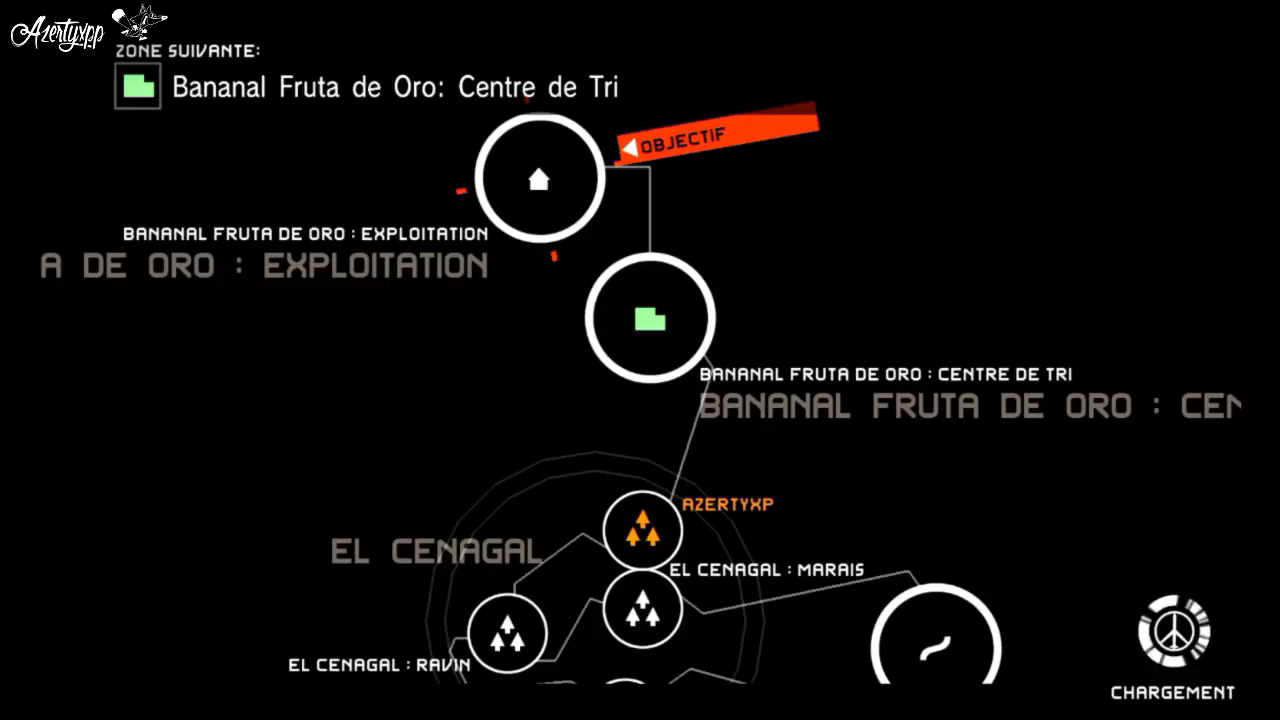 Azertyxpp
ZONE SUIVANTE:
Bananal Fruta de Oro: Centre de Tri
OBJECTIF
BANANAL FRUTA DE ORO : EXPLOITATION
A DE ORO : EXPLOITATION
BANANAL FRUTA DE ORO : CENTRE DE TRI
BANANAL FRUTA DE ORO : CEN
AZERTYXP
EL CENAGAL
EL CENAGAL : MARAIS
EL CENAGAL : RAVIN
CHARGEMENT